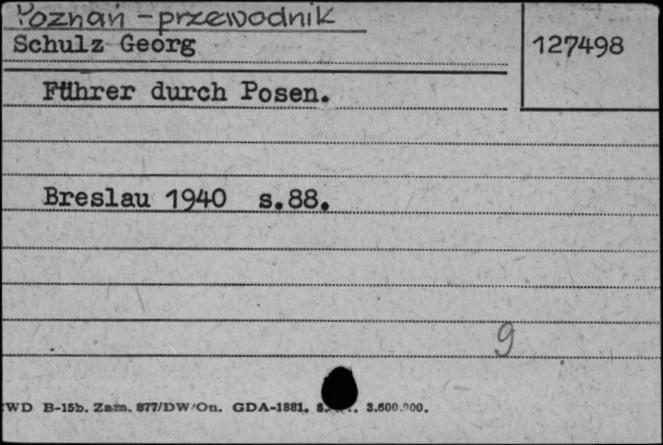 Poznań - przewodnik
Schulz Georg
127498
Führer durch Posen.
Breslau 1940 s.88.
g
WD B-15b. Zam. 877/DW/On. GDA-1881. 3.600.000.